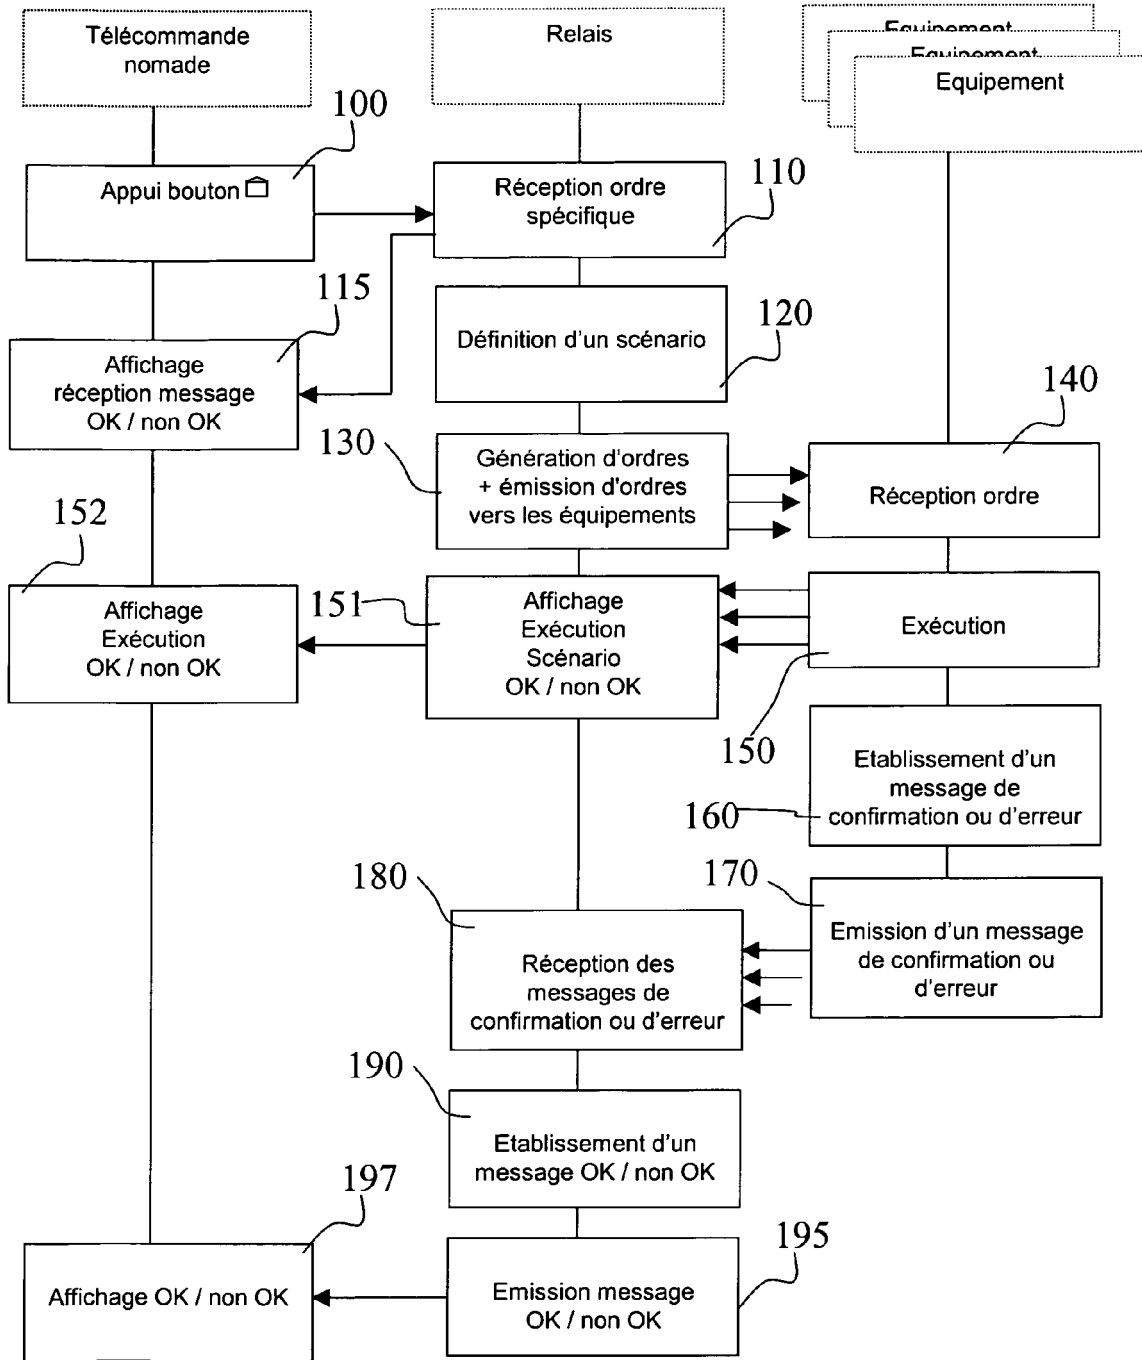 Télécommande
nomade
Relais
Equipement
Equipement
Equipement
100
Appui bouton
Réception ordre
spécifique
110
115
Affichage
réception message
OK / non OK
Définition d'un scénario
120
130
Génération d'ordres
+ émission d'ordres
vers les équipements
140
Réception ordre
152
Affichage
Exécution
OK / non OK
151
Affichage
Exécution
Scénario
OK / non OK
Exécution
150
Etablissement d'un
message de
confirmation ou d'erreur
160
170
Emission d'un message
de confirmation ou
d'erreur
180
Réception des
messages de
confirmation ou d'erreur
190
Etablissement d'un
message OK / non OK
197
Affichage OK / non OK
195
Emission message
OK / non OK